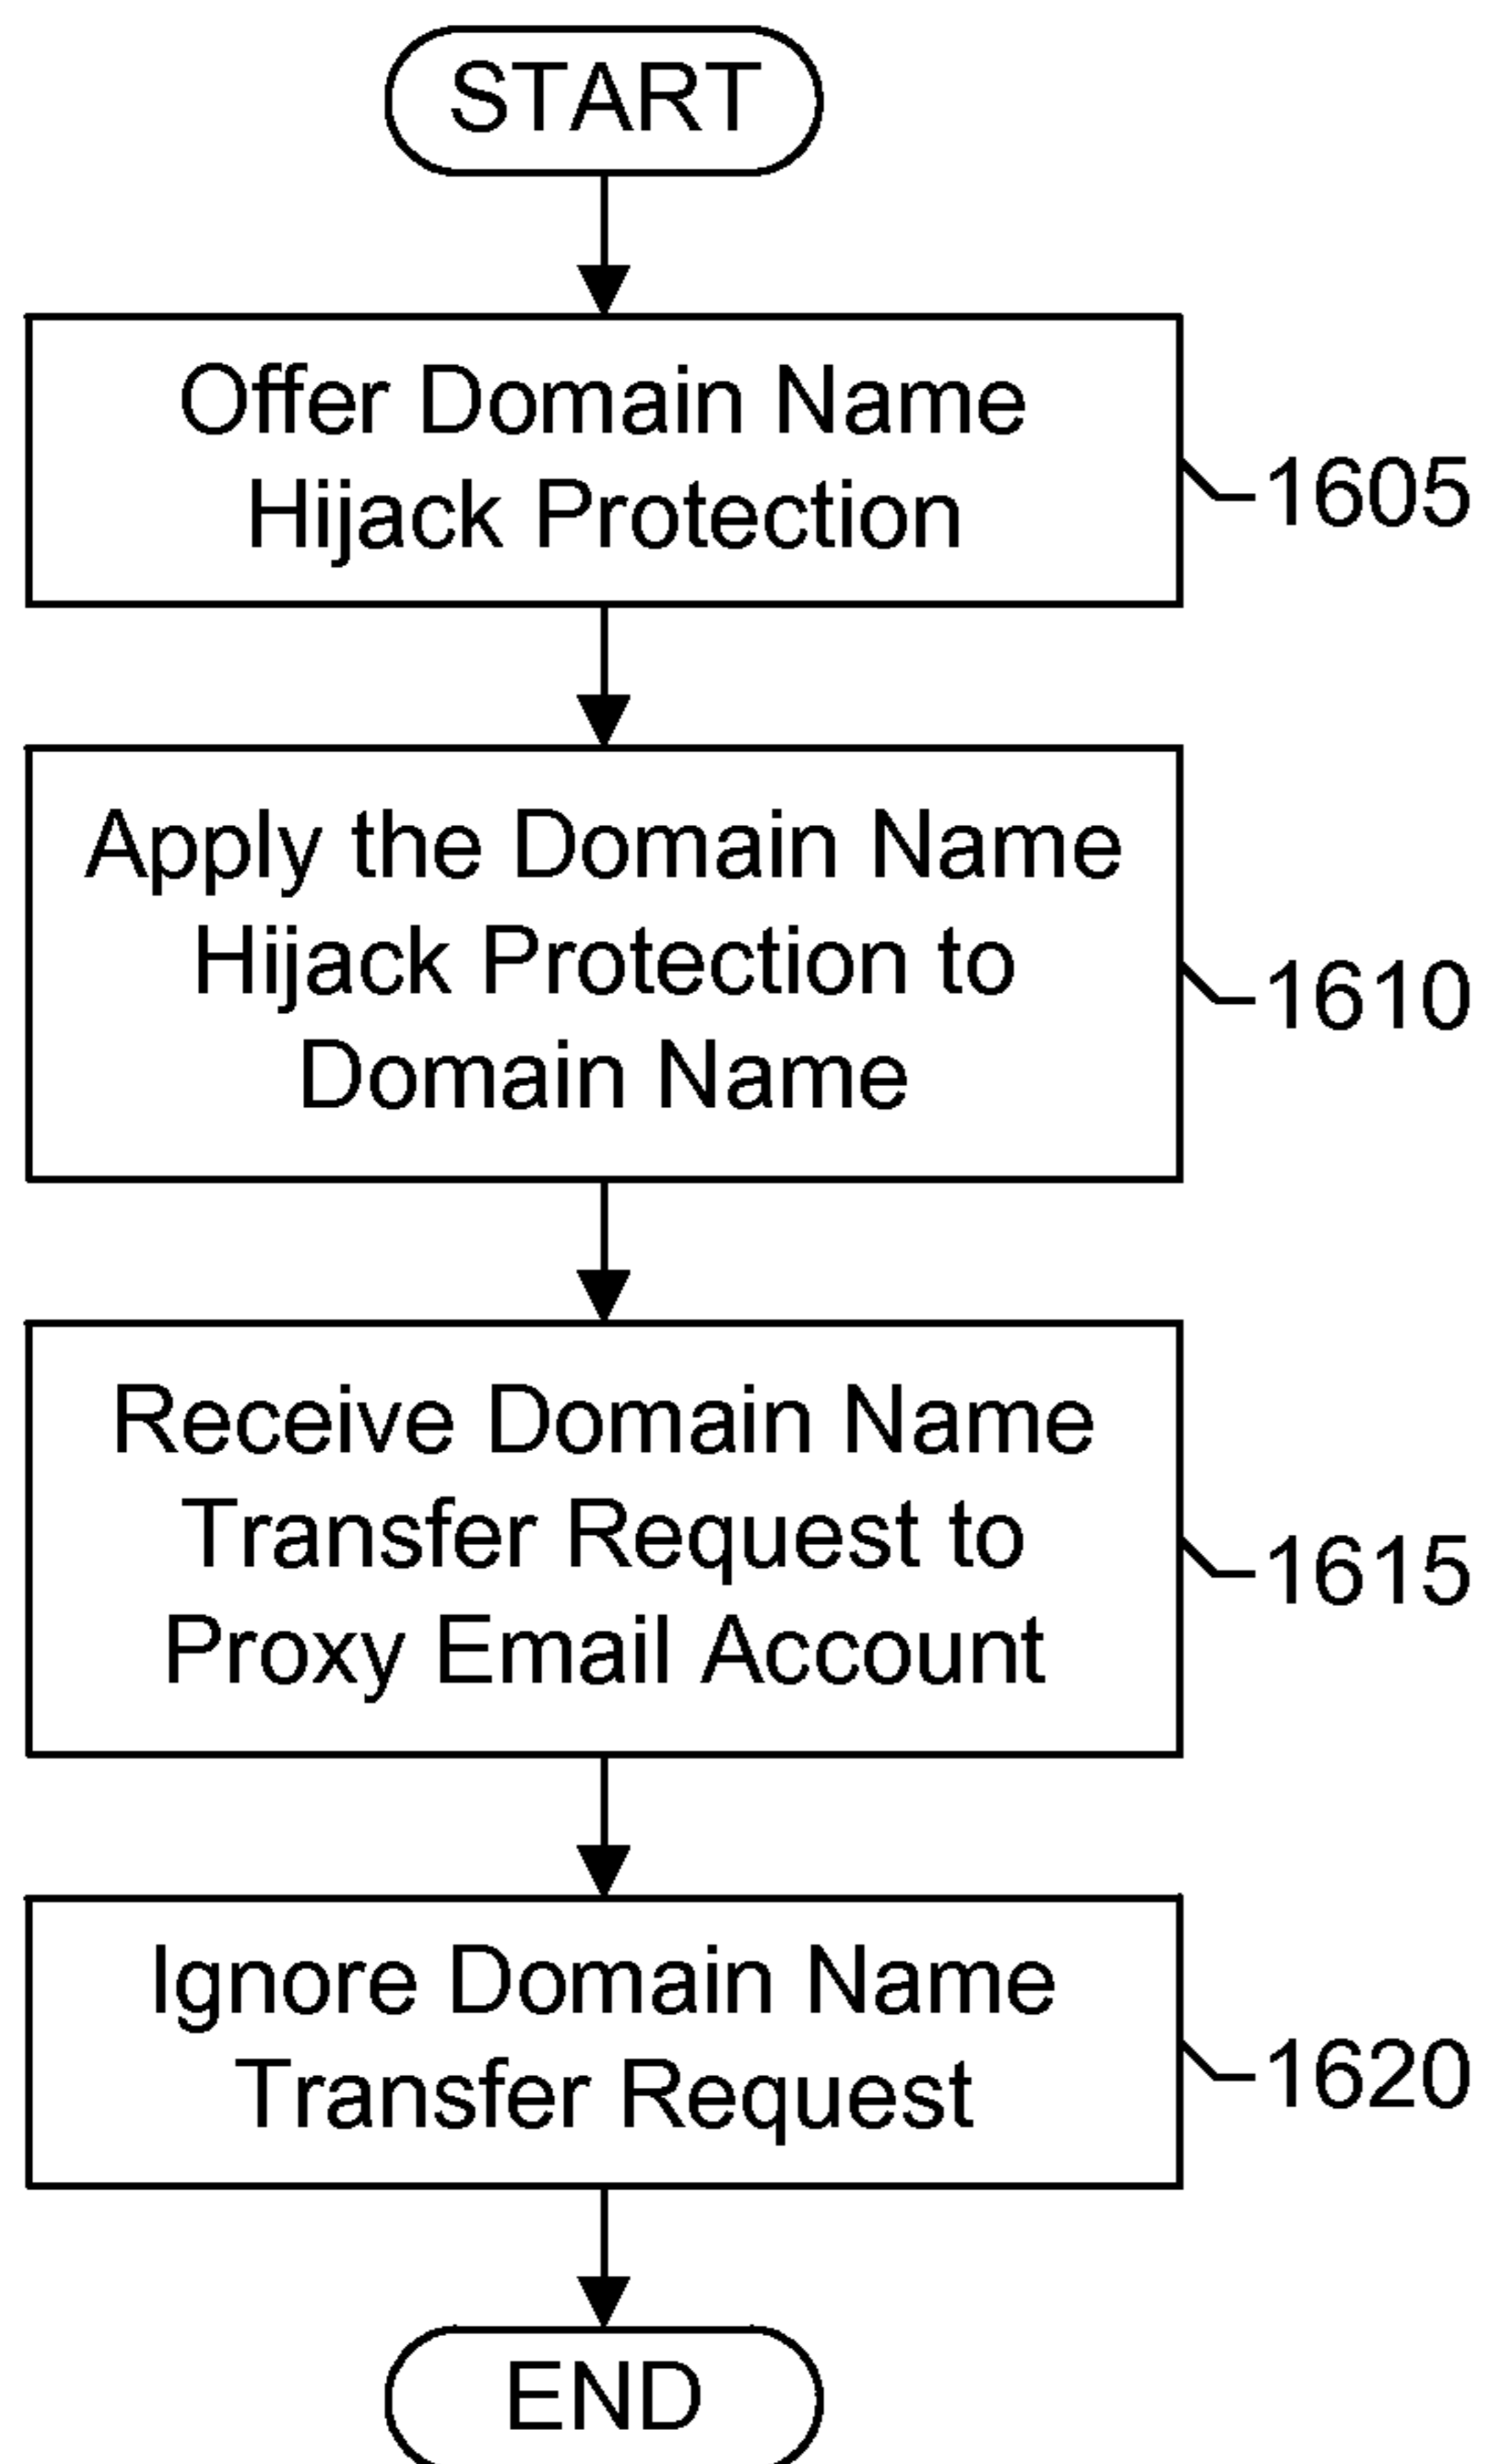 START
Offer Domain Name
Hijack Protection
1605
Apply the Domain Name
Hijack Protection to
Domain Name
1610
Receive Domain Name
Transfer Request to
Proxy Email Account
1615
Ignore Domain Name
Transfer Request
1620
END